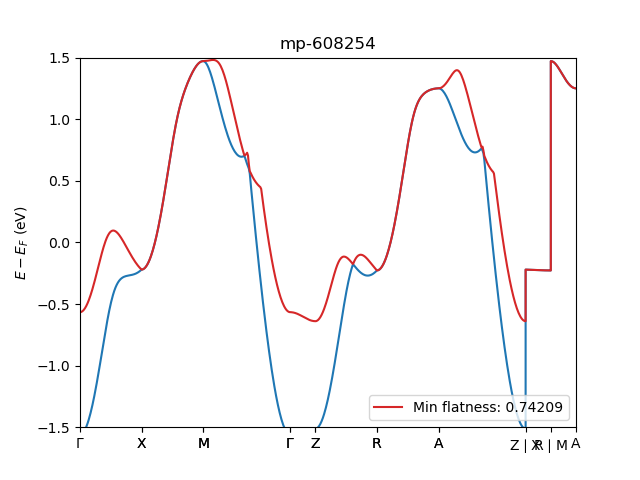 mp-608254
E − E_F (eV)
1.5
1.0
0.5
0.0
−0.5
−1.0
−1.5
Min flatness: 0.74209
Γ X M Γ Z R A Z | X R | M A